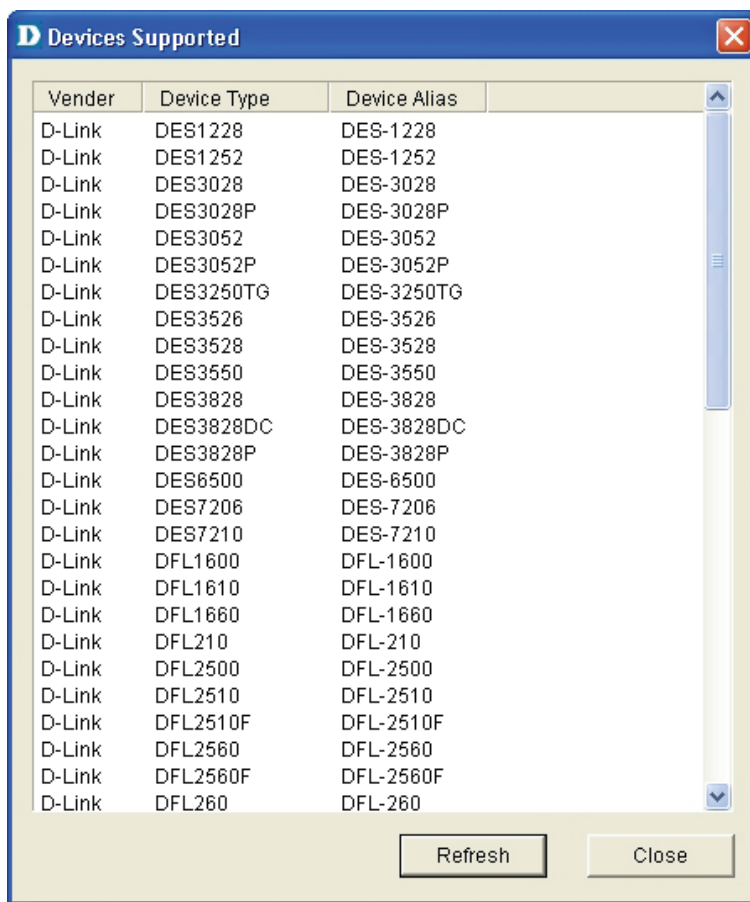 D Devices Supported
Vender Device Type Device Alias
D-Link DES1228 DES-1228
D-Link DES1252 DES-1252
D-Link DES3028 DES-3028
D-Link DES3028P DES-3028P
D-Link DES3052 DES-3052
D-Link DES3052P DES-3052P
D-Link DES3250TG DES-3250TG
D-Link DES3526 DES-3526
D-Link DES3528 DES-3528
D-Link DES3550 DES-3550
D-Link DES3828 DES-3828
D-Link DES3828DC DES-3828DC
D-Link DES3828P DES-3828P
D-Link DES6500 DES-6500
D-Link DES7206 DES-7206
D-Link DES7210 DES-7210
D-Link DFL1600 DFL-1600
D-Link DFL1610 DFL-1610
D-Link DFL1660 DFL-1660
D-Link DFL210 DFL-210
D-Link DFL2500 DFL-2500
D-Link DFL2510 DFL-2510
D-Link DFL2510F DFL-2510F
D-Link DFL2560 DFL-2560
D-Link DFL2560F DFL-2560F
D-Link DFL260 DFL-260
Refresh Close